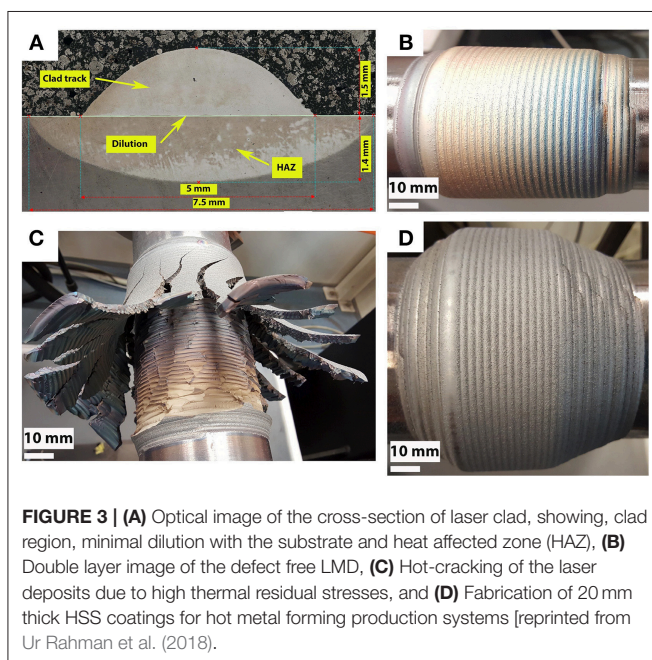 A
Clad track
1.5 mm
Dilution
HAZ
1.4 mm
5 mm
7.5 mm
B
10 mm
C
10 mm
D
10 mm
FIGURE 3 | (A) Optical image of the cross-section of laser clad, showing, clad
region, minimal dilution with the substrate and heat affected zone (HAZ), (B)
Double layer image of the defect free LMD, (C) Hot-cracking of the laser
deposits due to high thermal residual stresses, and (D) Fabrication of 20 mm
thick HSS coatings for hot metal forming production systems [reprinted from
Ur Rahman et al. (2018).